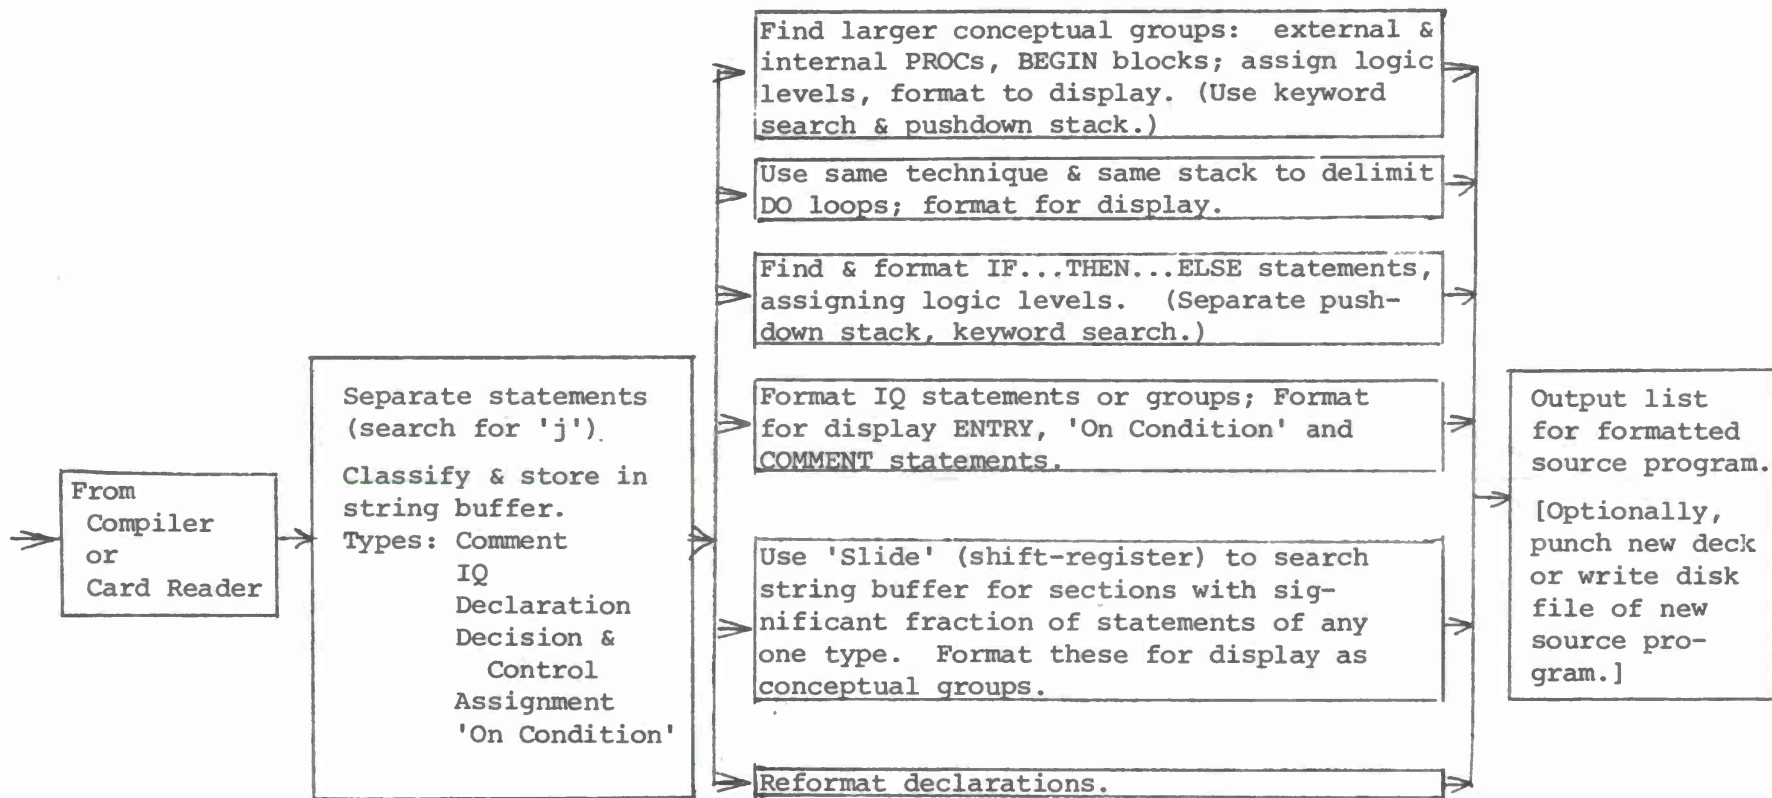 From
Compiler
or
Card Reader
Separate statements
(search for 'j').
Classify & store in
string buffer.
Types: Comment
IQ
Declaration
Decision &
Control
Assignment
'On Condition'
Find larger conceptual groups: external &
internal PROCs, BEGIN blocks; assign logic
levels, format to display. (Use keyword
search & pushdown stack.)
Use same technique & same stack to delimit
DO loops; format for display.
Find & format IF...THEN...ELSE statements,
assigning logic levels. (Separate push-
down stack, keyword search.)
Format IQ statements or groups; Format
for display ENTRY, 'On Condition' and
COMMENT statements.
Use 'Slide' (shift-register) to search
string buffer for sections with sig-
nificant fraction of statements of any
one type. Format these for display as
conceptual groups.
Reformat declarations.
Output list
for formatted
source program.
[Optionally,
punch new deck
or write disk
file of new
source pro-
gram.]